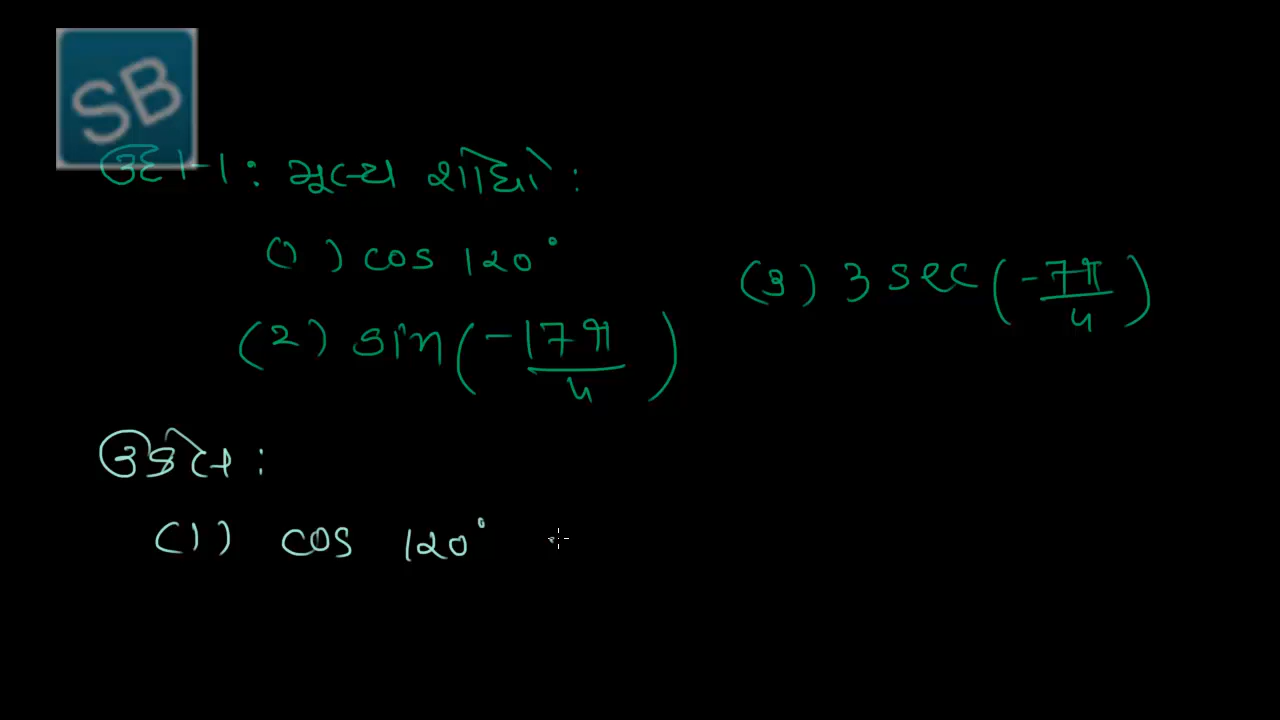 SB
ઉદા-1: મૂલ્ય શોધો:
(1) cos 120°
(2) sin(-17π/4)
(3) 3 sec(-7π/4)
ઉકેલ:
(1) cos 120°